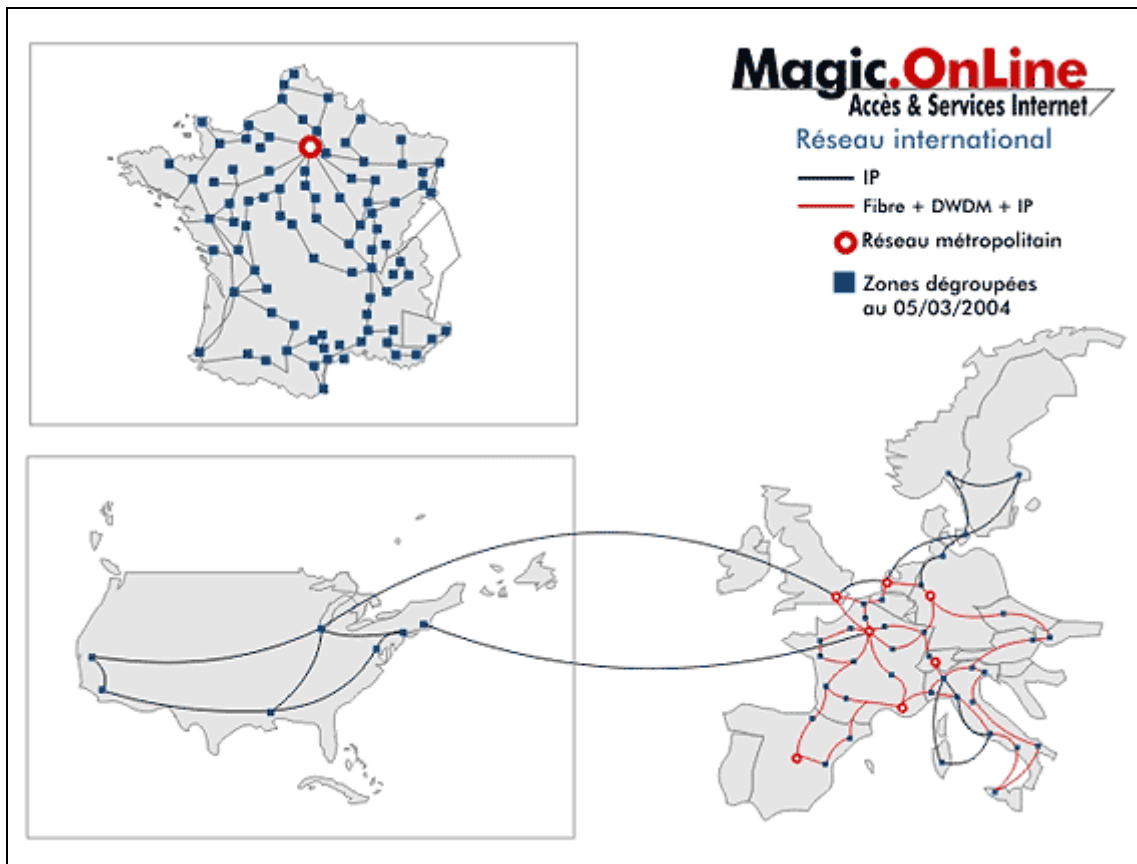 Magic.OnLine
Accès & Services Internet
Réseau international
IP
Fibre + DWDM + IP
Réseau métropolitain
Zones dégroupées
au 05/03/2004